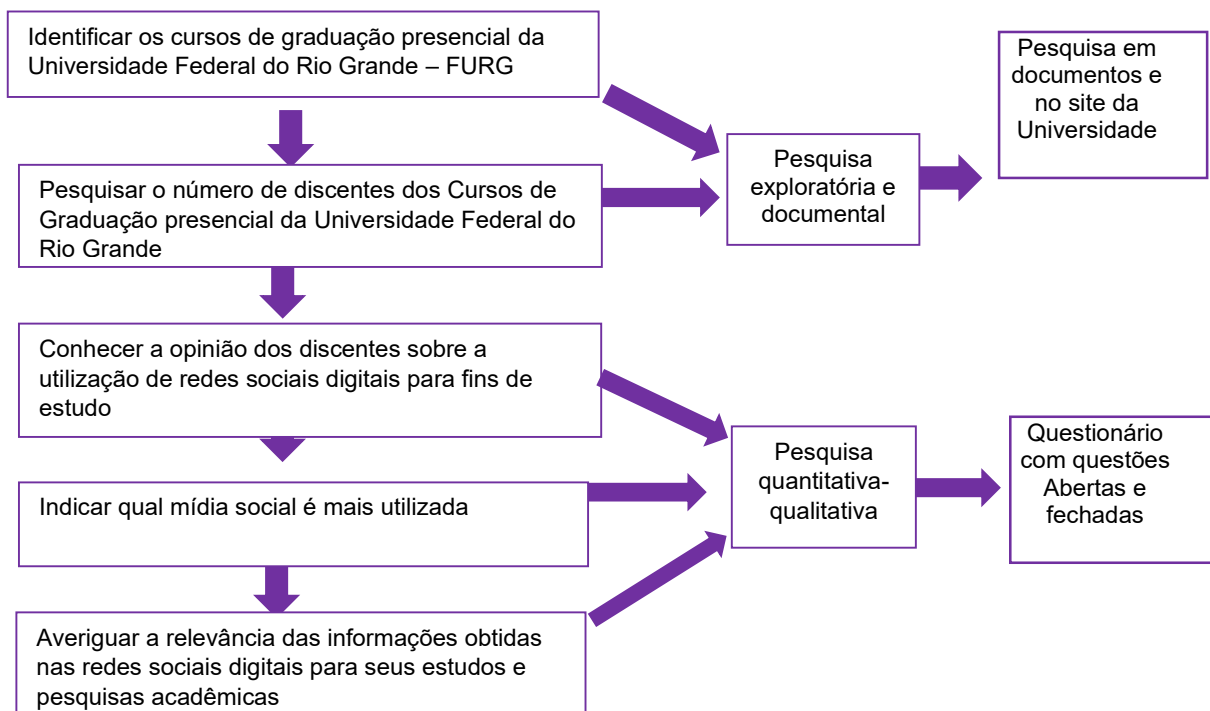 Identificar os cursos de graduação presencial da
Universidade Federal do Rio Grande – FURG
Pesquisa em
documentos e
no site da
Universidade
Pesquisa
exploratória e
documental
Pesquisar o número de discentes dos Cursos de
Graduação presencial da Universidade Federal do
Rio Grande
Conhecer a opinião dos discentes sobre a
utilização de redes sociais digitais para fins de
estudo
Pesquisa
quantitativa-
qualitativa
Questionário
com questões
Abertas e
fechadas
Indicar qual mídia social é mais utilizada
Averiguar a relevância das informações obtidas
nas redes sociais digitais para seus estudos e
pesquisas acadêmicas